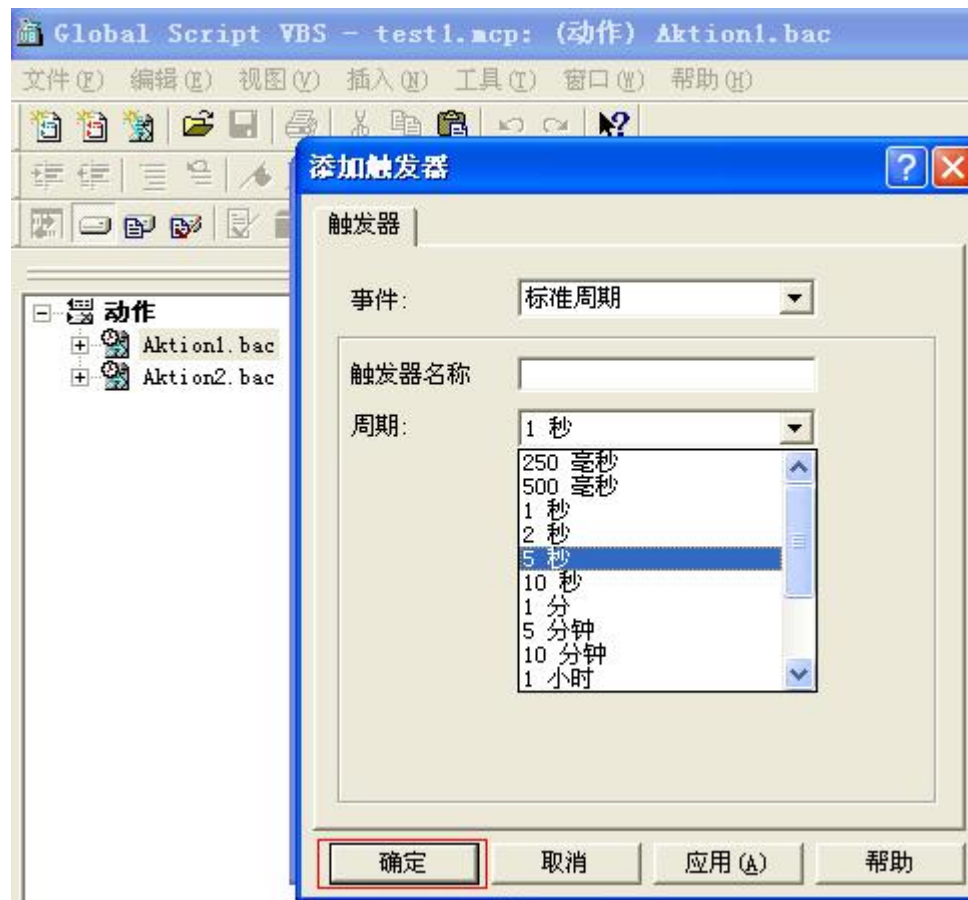 Global Script VBS - test1.mcp: (动作) Aktion1.bac
文件(F) 编辑(E) 视图(V) 插入(N) 工具(T) 窗口(W) 帮助(H)
添加触发器
触发器
事件: 标准周期
动作
Aktion1.bac
Aktion2.bac
触发器名称
周期: 1 秒
250 毫秒
500 毫秒
1 秒
2 秒
5 秒
10 秒
1 分
5 分钟
10 分钟
1 小时
确定 取消 应用(A) 帮助